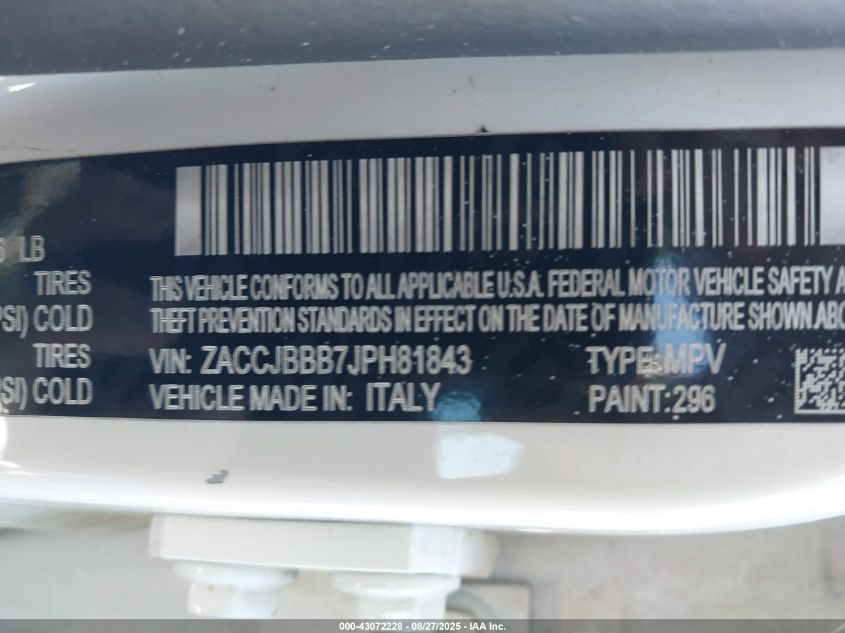 LB
TIRES
THIS VEHICLE CONFORMS TO ALL APPLICABLE U.S.A. FEDERAL MOTOR VEHICLE SAFETY A
PSI) COLD
THEFT PREVENTION STANDARDS IN EFFECT ON THE DATE OF MANUFACTURE SHOWN ABO
TIRES
VIN: ZACCJBBB7JPH81843 TYPE: MPV
PSI) COLD
VEHICLE MADE IN: ITALY PAINT: 296
000-43072228 - 08/27/2025 - IAA Inc.